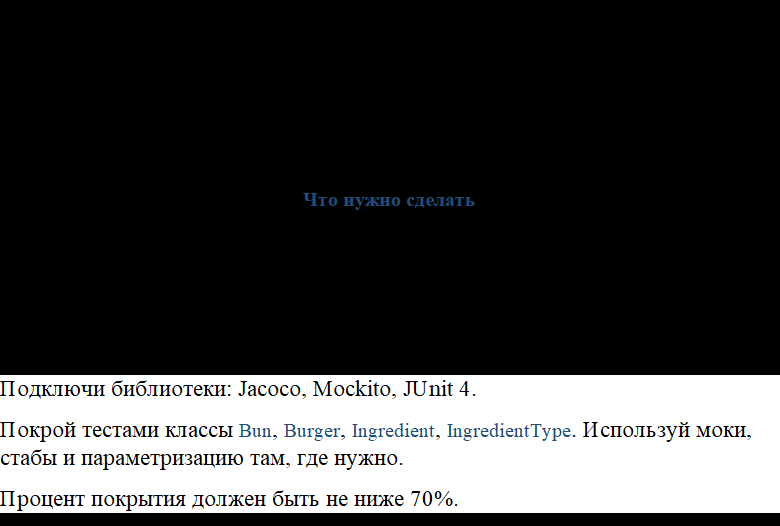 Что нужно сделать
Подключи библиотеки: Jacoco, Mockito, JUnit 4.
Покрой тестами классы Bun, Burger, Ingredient, IngredientType. Используй моки,
стабы и параметризацию там, где нужно.
Процент покрытия должен быть не ниже 70%.